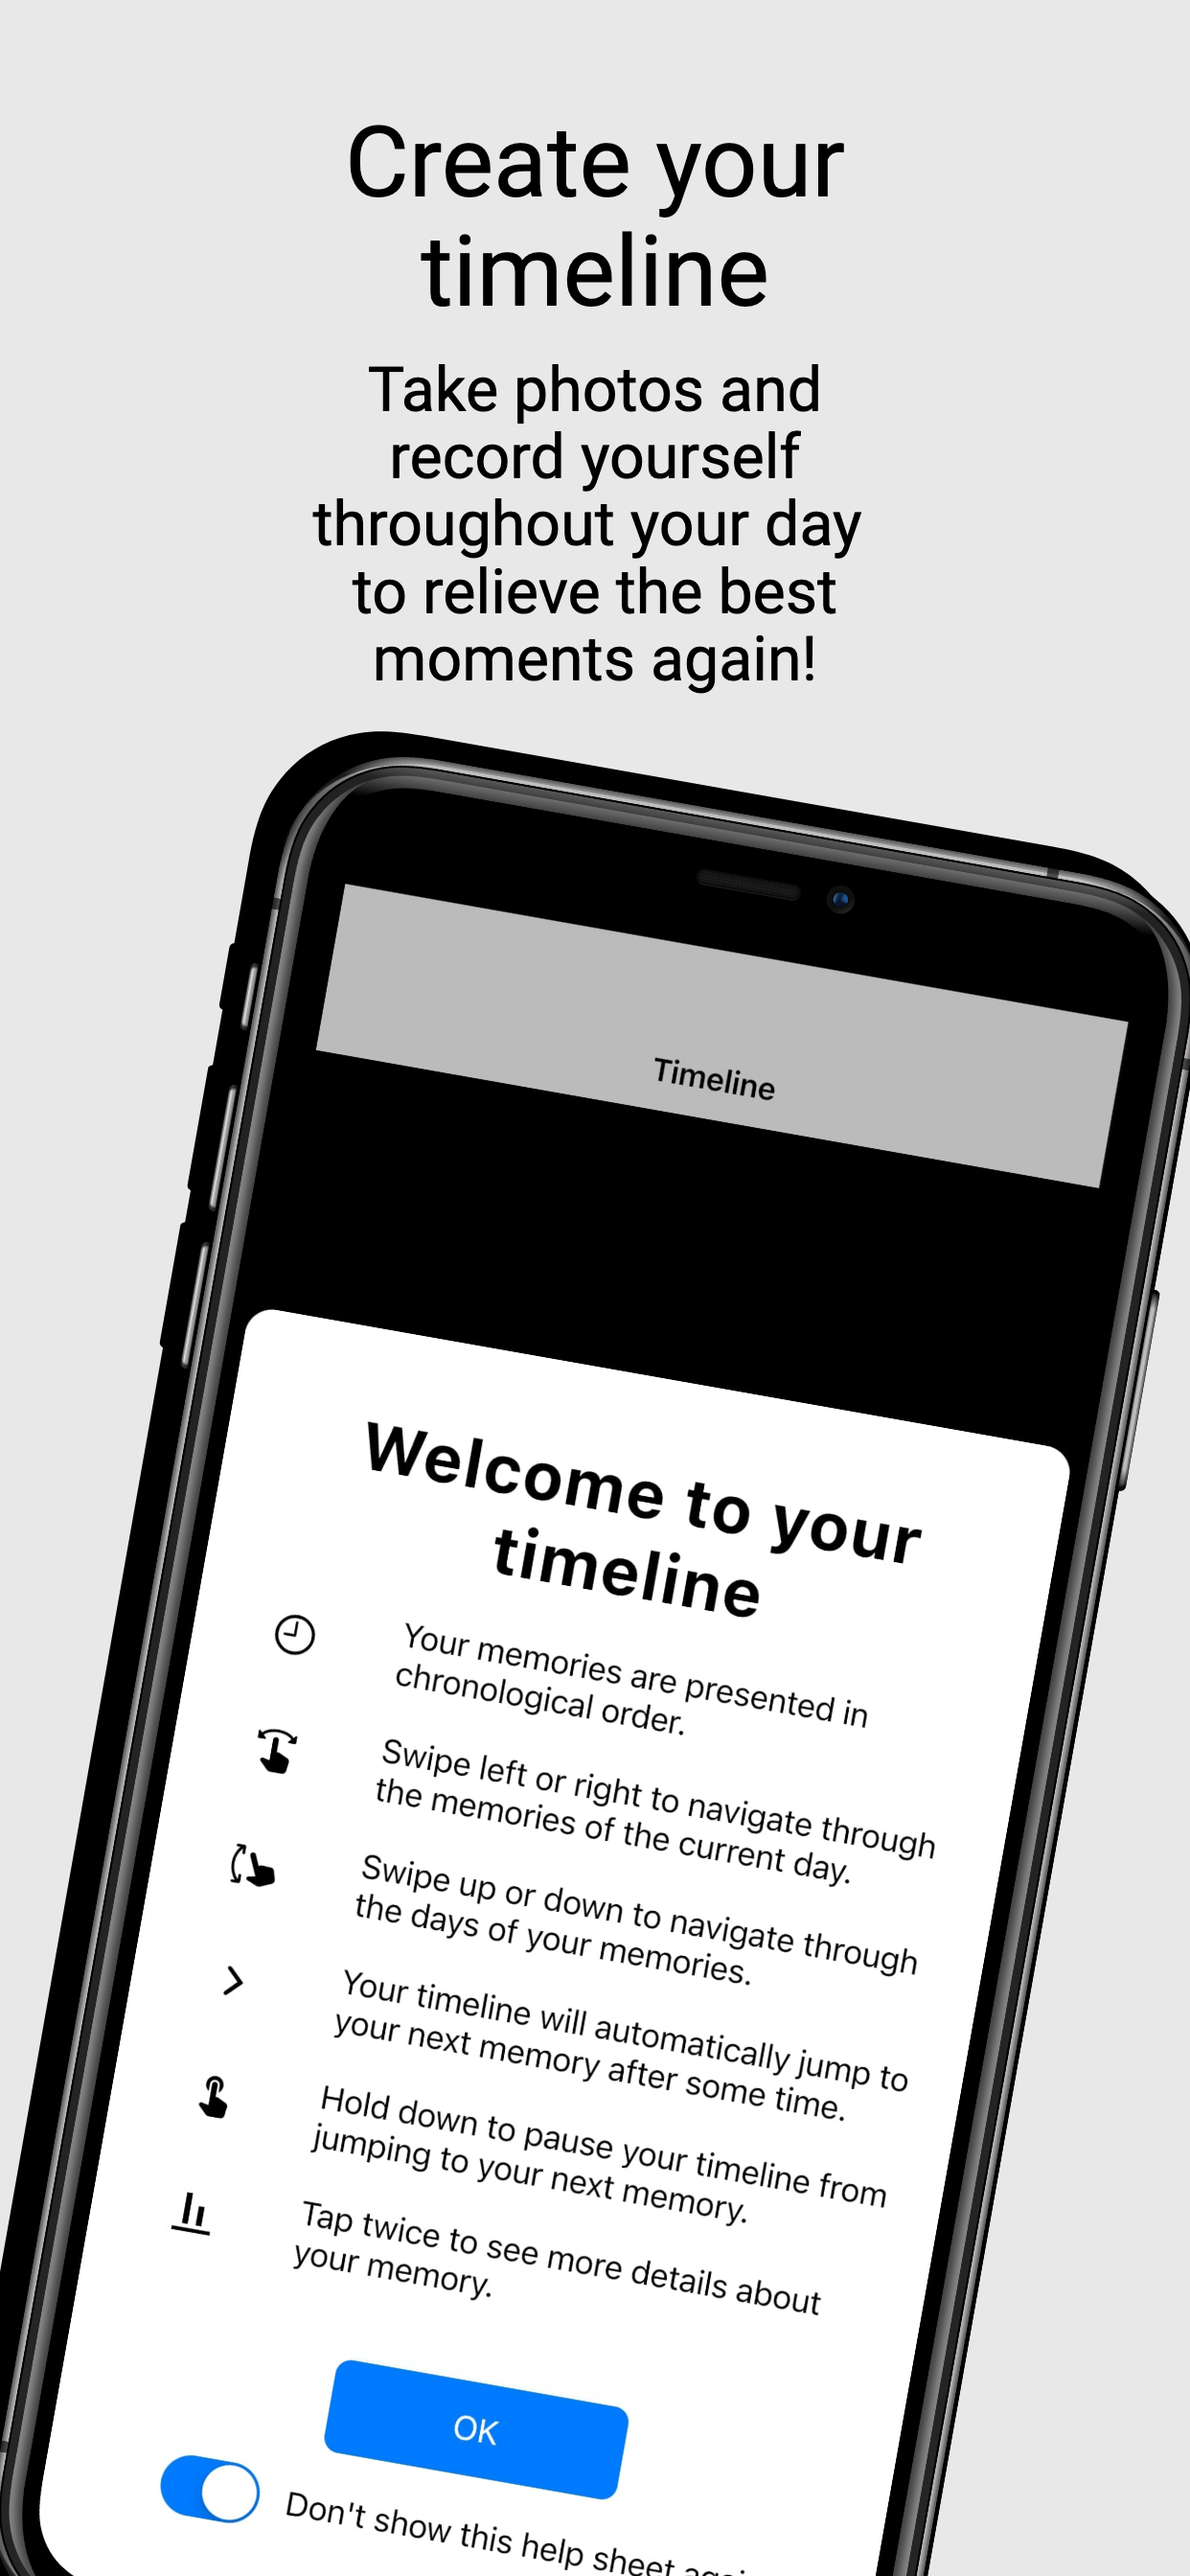 Create your
timeline
Take photos and
record yourself
throughout your day
to relieve the best
moments again!
Timeline
Welcome to your
timeline
Your memories are presented in
chronological order.
Swipe left or right to navigate through
the memories of the current day.
Swipe up or down to navigate through
the days of your memories.
Your timeline will automatically jump to
your next memory after some time.
Hold down to pause your timeline from
jumping to your next memory.
Tap twice to see more details about
your memory.
OK
Don't show this help sheet